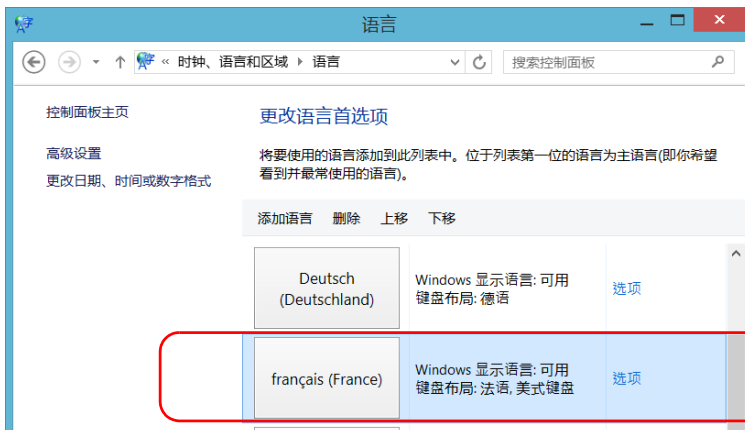 语言
« 时钟、语言和区域 ▸ 语言
搜索控制面板
控制面板主页
高级设置
更改日期、时间或数字格式
更改语言首选项
将要使用的语言添加到此列表中。位于列表第一位的语言为主语言(即你希望
看到并最常使用的语言)。
添加语言 删除 上移 下移
Deutsch
(Deutschland)
Windows 显示语言: 可用
键盘布局: 德语
选项
français (France)
Windows 显示语言: 可用
键盘布局: 法语, 美式键盘
选项